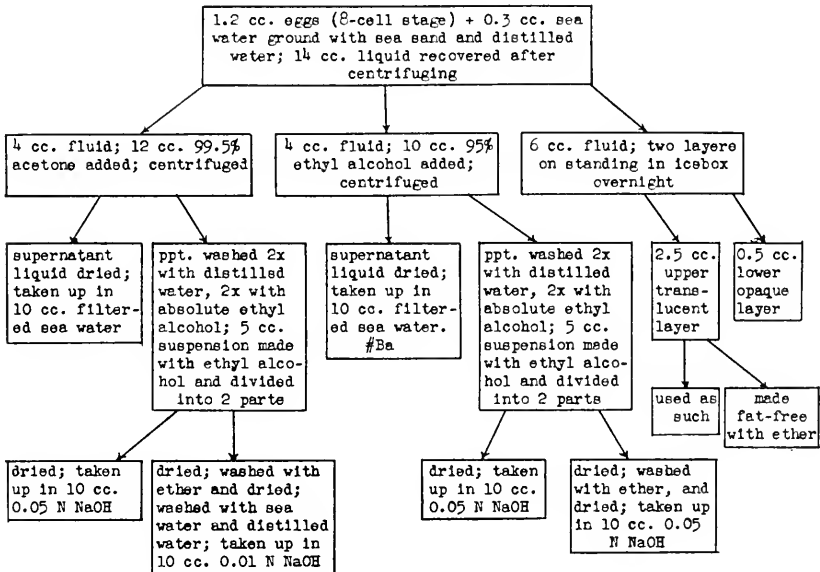 1.2 cc. eggs (8-cell stage) + 0.3 cc. sea
water ground with sea sand and distilled
water; 14 cc. liquid recovered after
centrifuging
4 cc. fluid; 12 cc. 99.5%
acetone added; centrifuged
4 cc. fluid; 10 cc. 95%
ethyl alcohol added;
centrifuged
6 cc. fluid; two layers
on standing in icebox
overnight
supernatant
liquid dried;
taken up in
10 cc. filter-
ed sea water
ppt. washed 2x
with distilled
water, 2x with
absolute ethyl
alcohol; 5 cc.
suspension made
with ethyl alco-
hol and divided
into 2 parts
supernatant
liquid dried;
taken up in
10 cc. filter-
ed sea water.
#Ba
ppt. washed 2x
with distilled
water, 2x with
absolute ethyl
alcohol; 5 cc.
suspension made
with ethyl alco-
hol and divided
into 2 parts
2.5 cc.
upper
trans-
lucent
layer
0.5 cc.
lower
opaque
layer
used as
such
made
fat-free
with ether
dried; taken
up in 10 cc.
0.05 N NaOH
dried; washed with
ether and dried;
washed with sea
water and distilled
water; taken up in
10 cc. 0.01 N NaOH
dried; taken
up in 10 cc.
0.05 N NaOH
dried; washed
with ether, and
dried; taken up
in 10 cc. 0.05
N NaOH